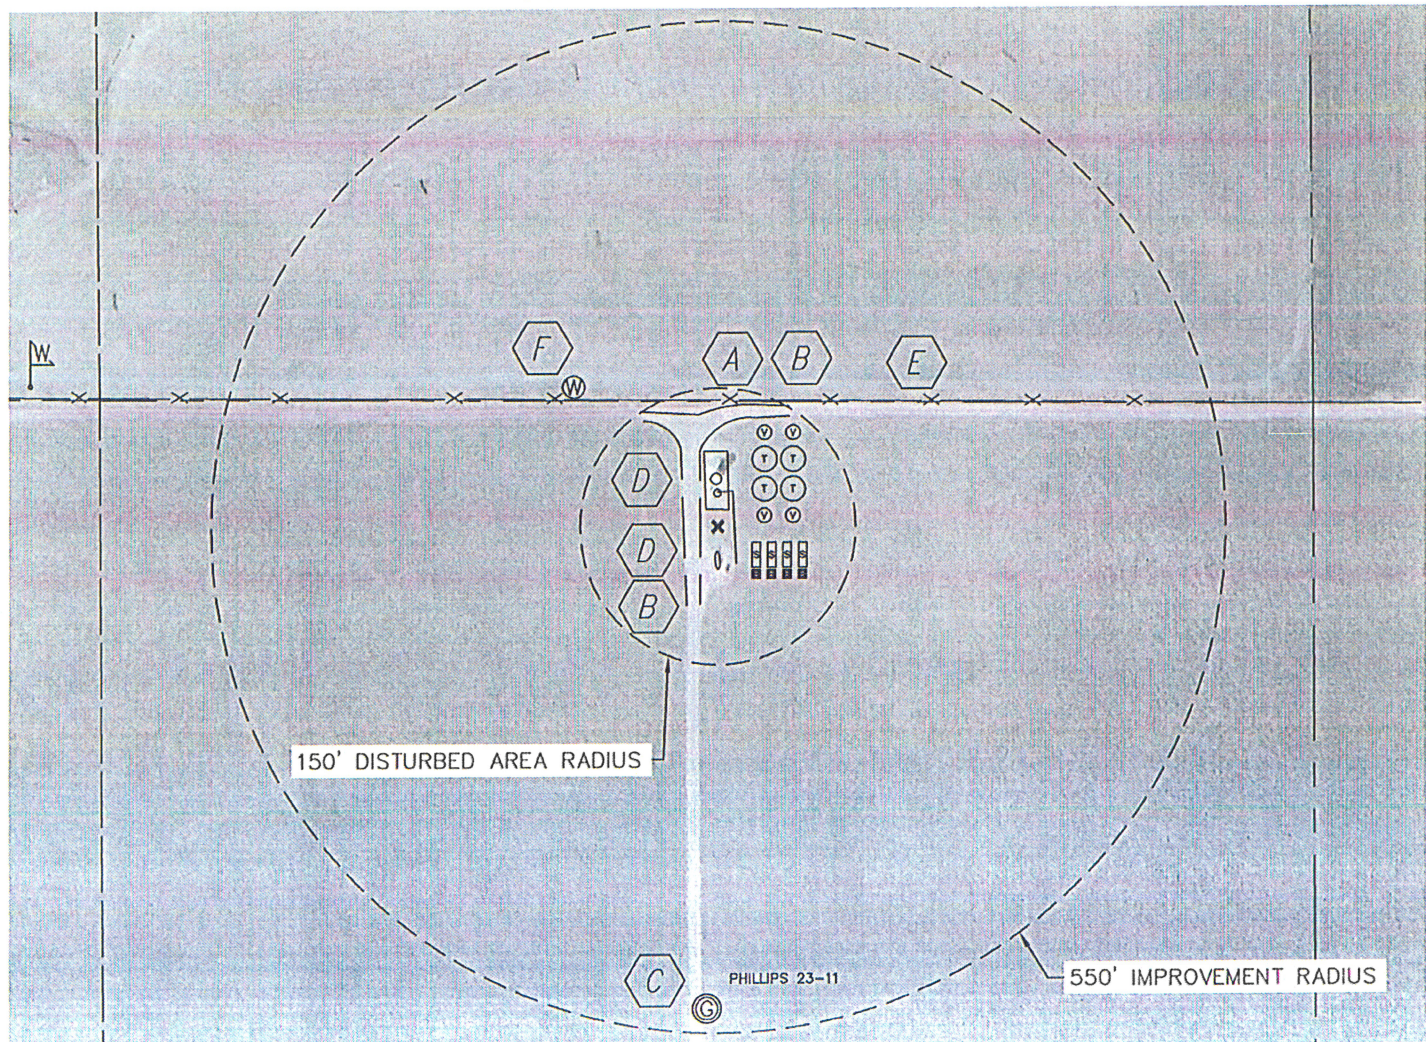 F
A
B
E
W
W
V
V
D
T
T
T
T
V
V
D
S
S
S
S
B
150' DISTURBED AREA RADIUS
C
PHILLIPS 23-11
550' IMPROVEMENT RADIUS
G